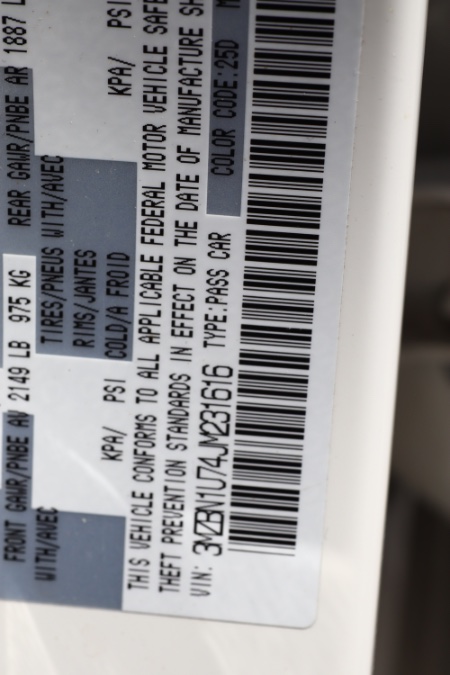 FRONT GAWR/PNBE AV 2149 LB 975 KG REAR GAWR/PNBE AR 1887 L
WITH/AVEC TIRES/PNEUS WITH/AVEC
RIMS/JANTES
KPA/ PSI COLD/A FROID KPA/ PSI
THIS VEHICLE CONFORMS TO ALL APPLICABLE FEDERAL MOTOR VEHICLE SAFE
THEFT PREVENTION STANDARDS IN EFFECT ON THE DATE OF MANUFACTURE SH
VIN: 3MZBN1U74JM231616 TYPE:PASS CAR COLOR CODE:25D